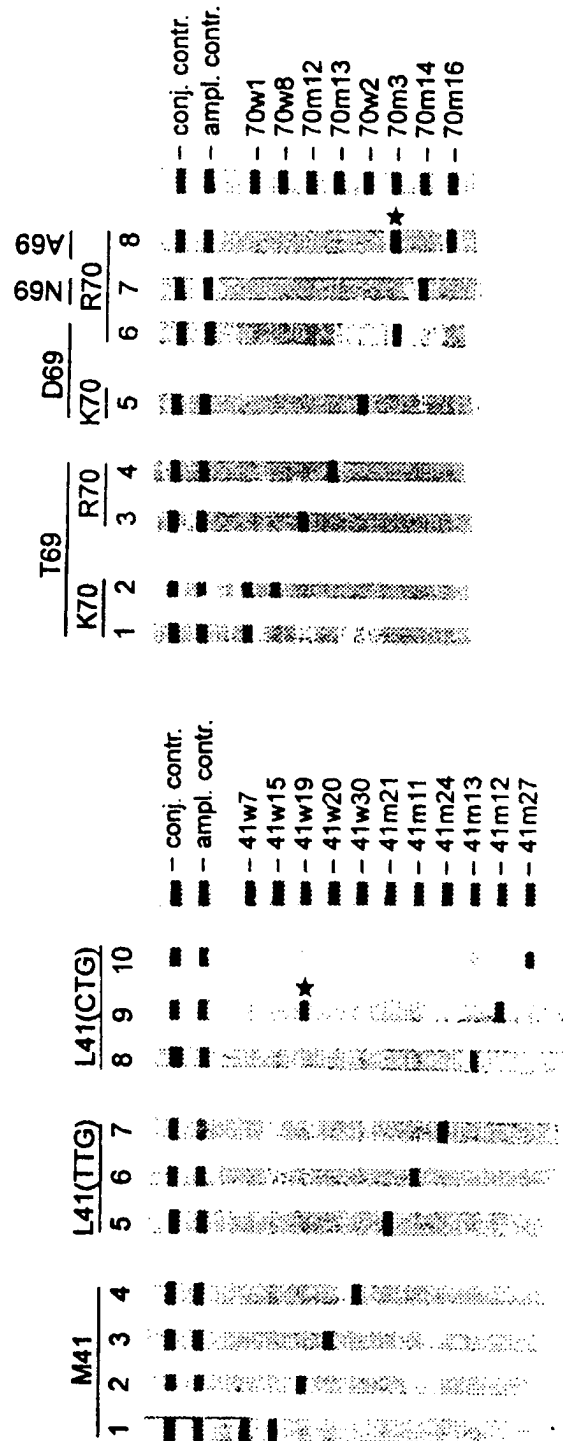 T69
D69
N69
A69
K70
R70
K70
R70
1 2 3 4 5 6 7 8
★
– conj. contr.
– ampl. contr.
– 70w1
– 70w8
– 70m12
– 70m13
– 70w2
– 70m3
– 70m14
– 70m16
M41
L41(TTG)
L41(CTG)
1 2 3 4 5 6 7 8 9 10
★
– conj. contr.
– ampl. contr.
– 41w7
– 41w15
– 41w19
– 41w20
– 41w30
– 41m21
– 41m11
– 41m24
– 41m13
– 41m12
– 41m27